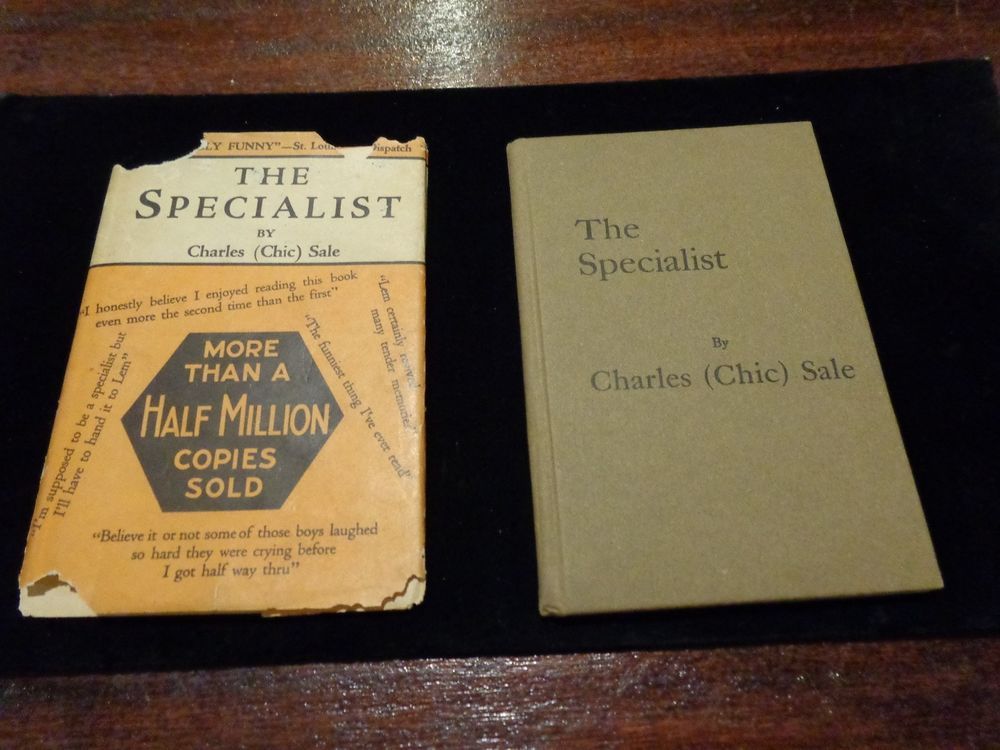 LY FUNNY"—St. Louis
ispatch
THE
SPECIALIST
BY
Charles (Chic) Sale
"I honestly believe I enjoyed reading this book
even more the second time than the first"
"I'm supposed to be a specialist but
I'll have to hand it to Lem"
MORE
THAN A
HALF MILLION
COPIES
SOLD
"The funniest thing I've ever read"
"Lem certainly revived
many tender memories"
"Believe it or not some of those boys laughed
so hard they were crying before
I got half way thru"
The
Specialist
By
Charles (Chic) Sale